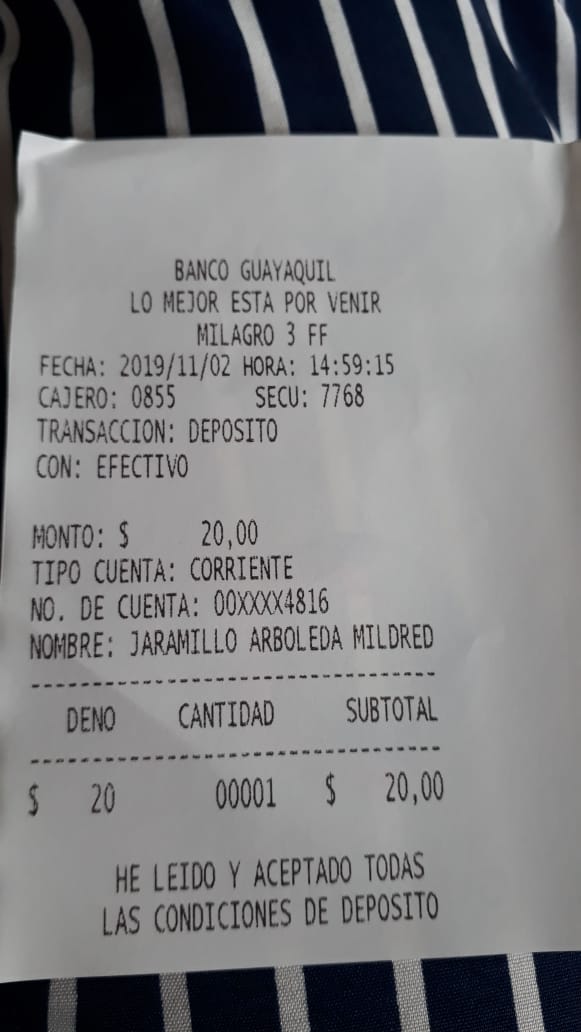 BANCO GUAYAQUIL
LO MEJOR ESTA POR VENIR
MILAGRO 3 FF
FECHA: 2019/11/02 HORA: 14:59:15
CAJERO: 0855 SECU: 7768
TRANSACCION: DEPOSITO
CON: EFECTIVO
MONTO: $ 20,00
TIPO CUENTA: CORRIENTE
NO. DE CUENTA: 00XXXX4816
NOMBRE: JARAMILLO ARBOLEDA MILDRED
DENO CANTIDAD SUBTOTAL
$ 20 00001 $ 20,00
HE LEIDO Y ACEPTADO TODAS
LAS CONDICIONES DE DEPOSITO